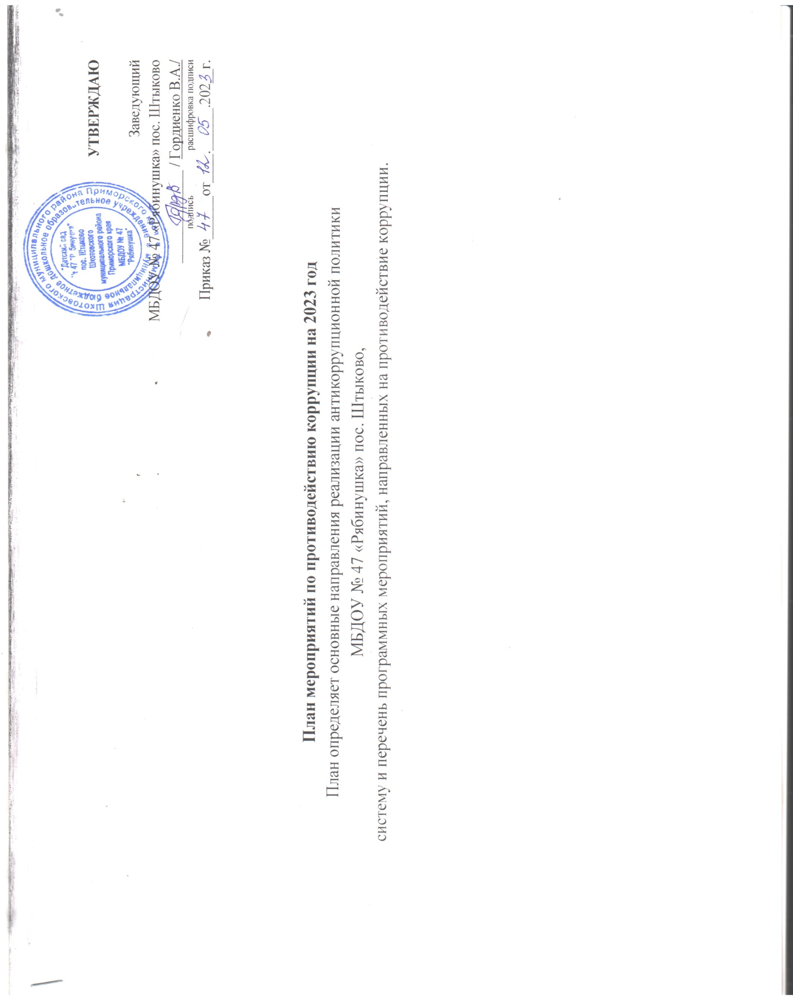 УТВЕРЖДАЮ
Заведующий
МБДОУ № 47 «Рябинушка» пос. Штыково
/ Гордиенко В.А./
подпись расшифровка подписи
Приказ № 47 от 12. 05 .2023 г.
Администрация Шкотовского муниципального района Приморского края
Муниципальное бюджетное дошкольное образовательное учреждение
"Детский сад
№ 47 "Рябинушка"
пос. Штыково
Шкотовского
муниципального района
Приморского края
МБДОУ № 47
"Рябинушка"
План мероприятий по противодействию коррупции на 2023 год
План определяет основные направления реализации антикоррупционной политики
МБДОУ № 47 «Рябинушка» пос. Штыково,
систему и перечень программных мероприятий, направленных на противодействие коррупции.